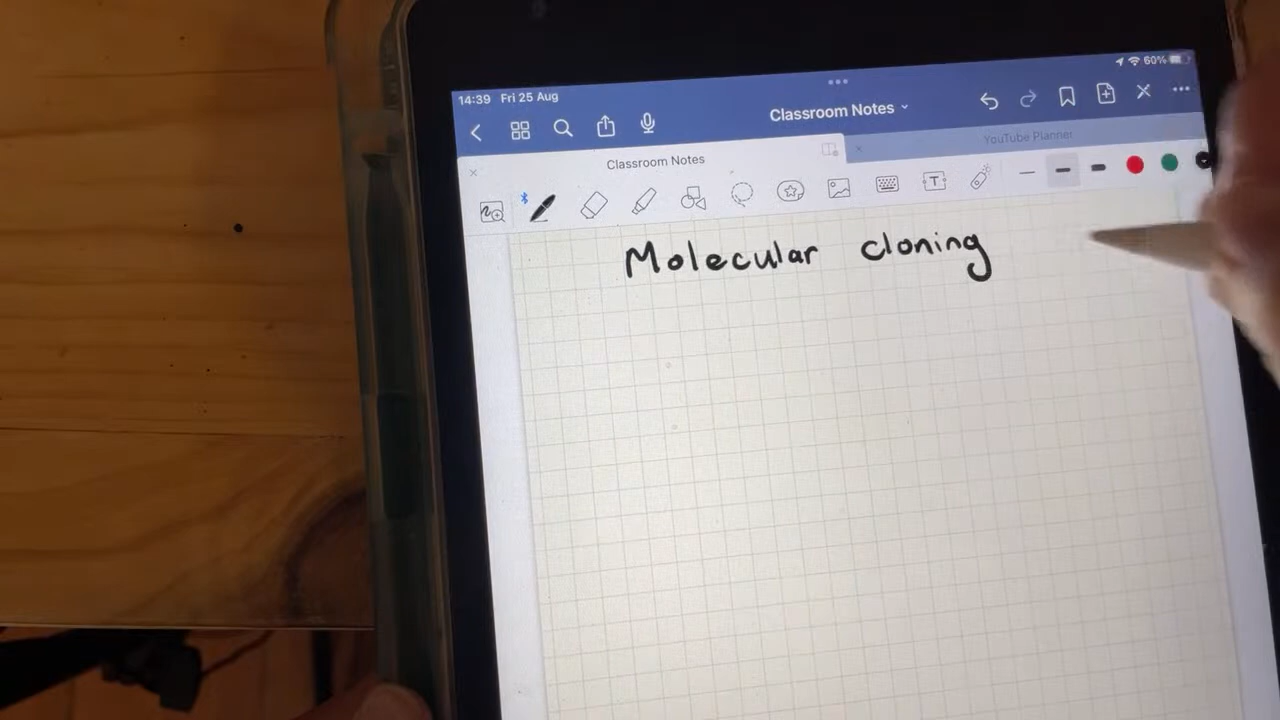 14:39 Fri 25 Aug 60%
Classroom Notes
Classroom Notes
YouTube Planner
T
Molecular cloning